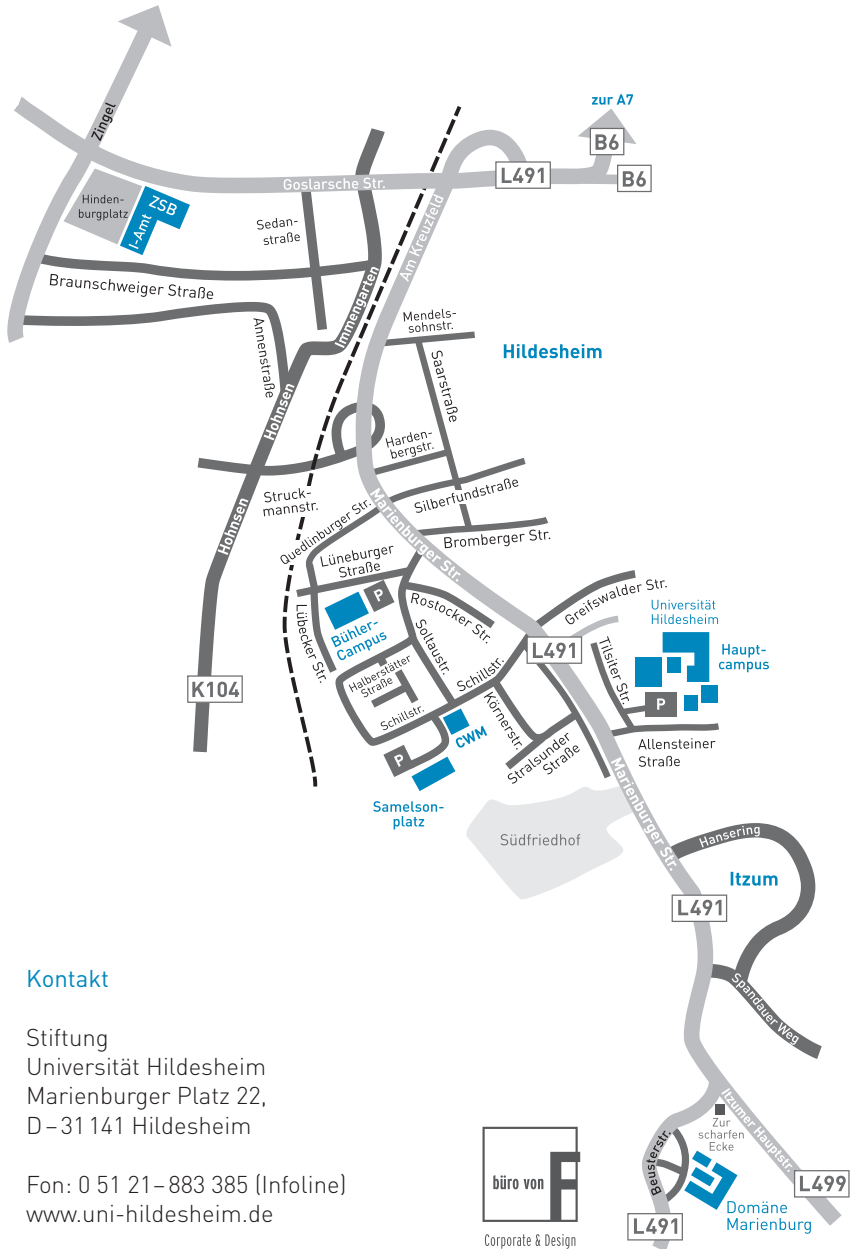 zur A7
Zingel
B6
L491
B6
Goslarsche Str.
Hinden-
burgplatz
ZSB
I-Amt
Sedan-
straße
Am Kreuzfeld
Braunschweiger Straße
Immengarten
Annenstraße
Mendels-
sohnstr.
Hildesheim
Saarstraße
Hohnsen
Harden-
bergstr.
Struck-
mannstr.
Silberfundstraße
Marienburger Str.
Quedlinburger Str.
Hohnsen
Bromberger Str.
Lüneburger
Straße
P
Rostocker Str.
Greifswalder Str.
Lübecker Str.
Bühler-
Campus
Soltaustr.
Universität
Hildesheim
L491
Tilsiter Str.
Haupt-
campus
K104
Halberstätter
Straße
Schillstr.
P
Schillstr.
Körnerstr.
CWM
Stralsunder
Straße
Allensteiner
Straße
P
Samelson-
platz
Marienburger Str.
Südfriedhof
Hansering
Itzum
L491
Spandauer Weg
Kontakt
Stiftung
Universität Hildesheim
Marienburger Platz 22,
D–31141 Hildesheim
Fon: 0 51 21–883 385 (Infoline)
www.uni-hildesheim.de
büro von F
Corporate & Design
Itzumer Hauptstr.
Zur
scharfen
Ecke
Beusterstr.
L499
Domäne
Marienburg
L491